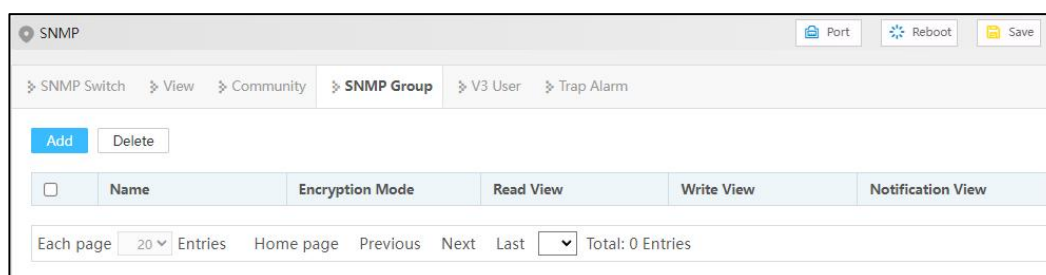 SNMP Port Reboot Save
SNMP Switch View Community SNMP Group V3 User Trap Alarm
Add Delete
Name Encryption Mode Read View Write View Notification View
Each page 20 Entries Home page Previous Next Last Total: 0 Entries